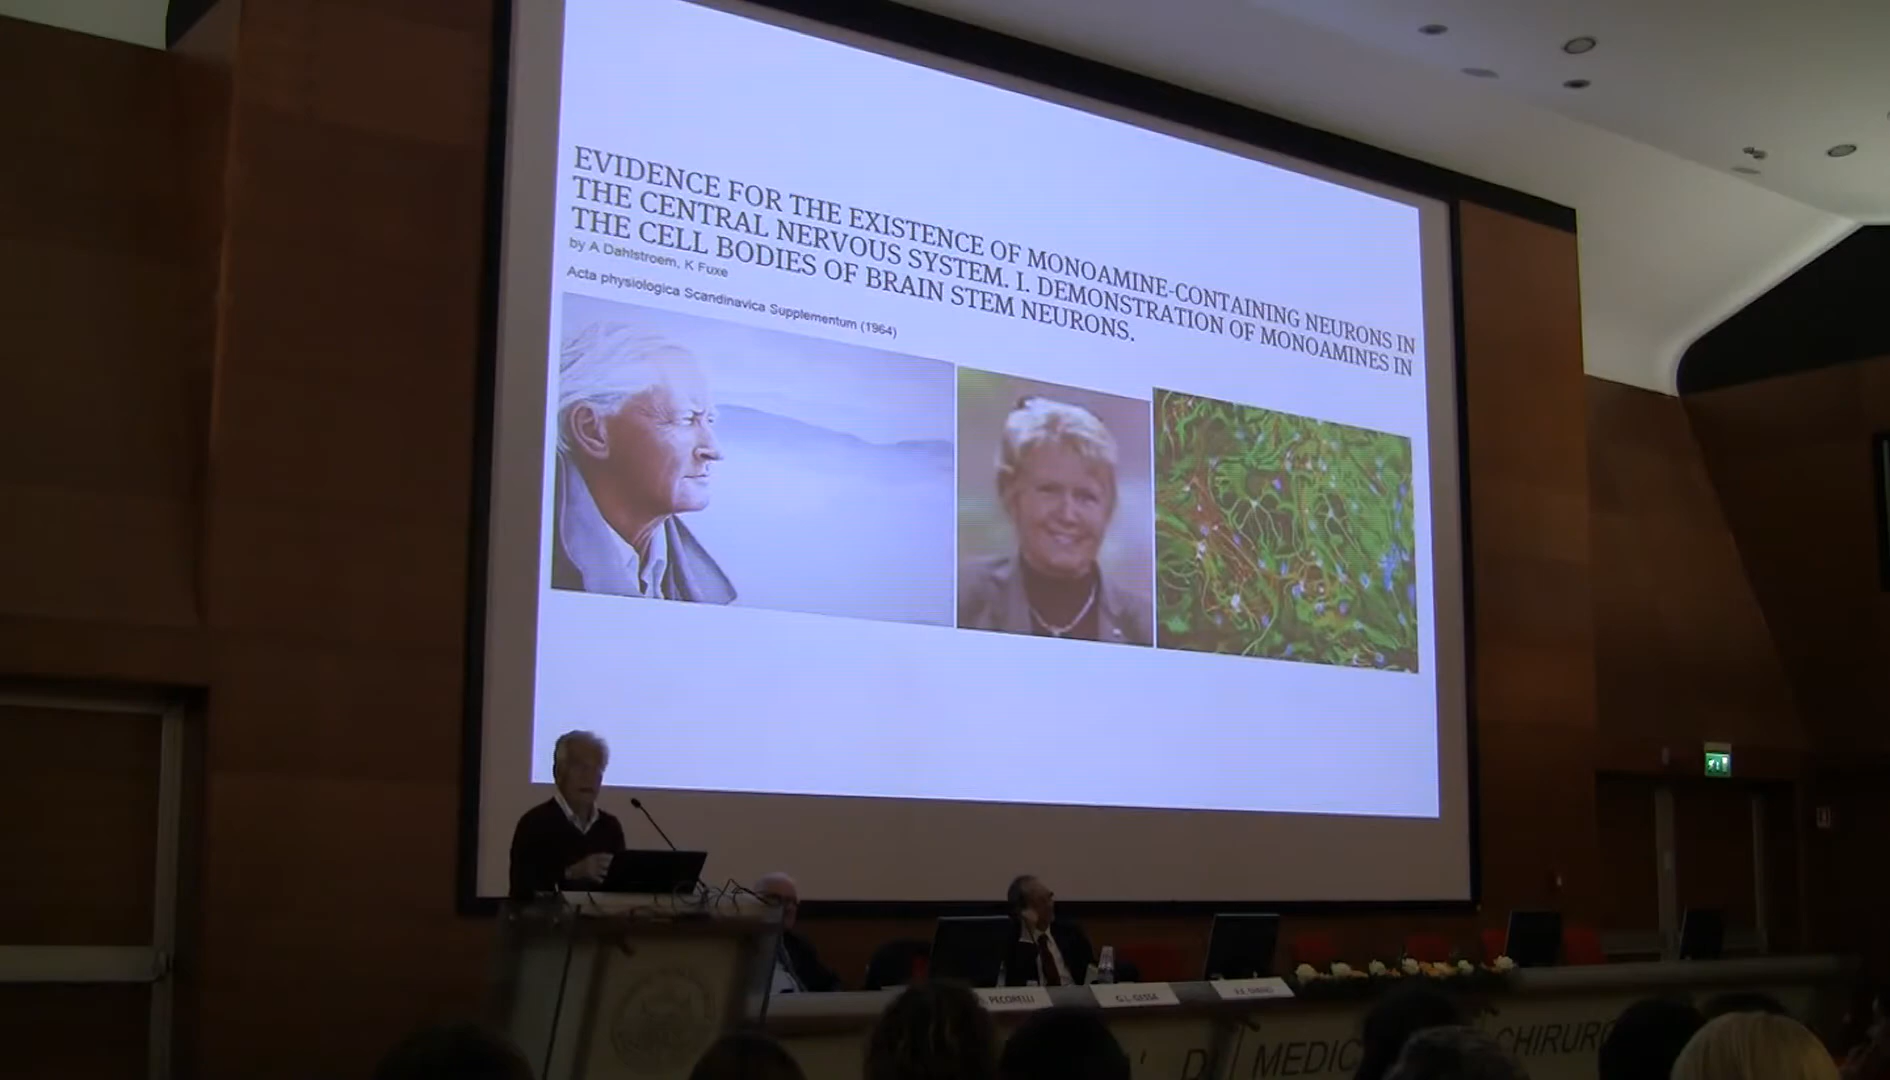 EVIDENCE FOR THE EXISTENCE OF MONOAMINE-CONTAINING NEURONS IN
THE CENTRAL NERVOUS SYSTEM. I. DEMONSTRATION OF MONOAMINES IN
THE CELL BODIES OF BRAIN STEM NEURONS.
by A Dahlstroem, K Fuxe
Acta physiologica Scandinavica Supplementum (1964)
PECORELLI
G.L. GESSA
MEDIC
CHIRURG